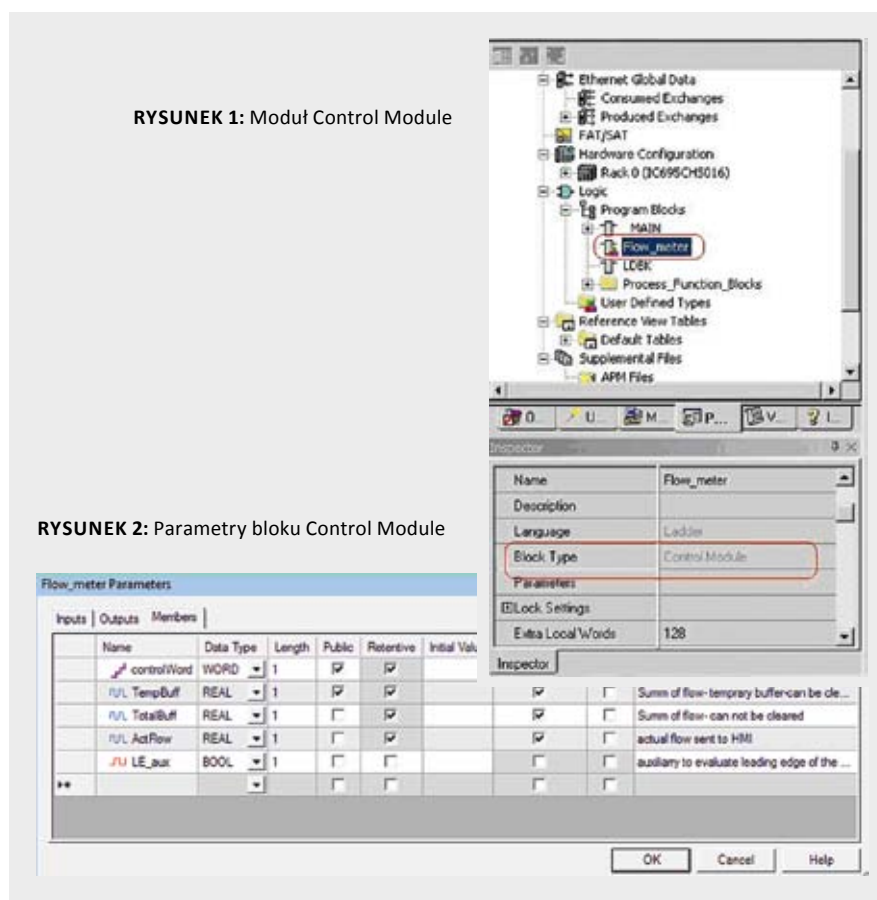 RYSUNEK 1: Moduł Control Module
Ethernet Global Data
Consumed Exchanges
Produced Exchanges
FAT/SAT
Hardware Configuration
Rack 0 (IC695CHS016)
Logic
Program Blocks
_MAIN
Flow_meter
LDBK
Process_Function_Blocks
User Defined Types
Reference View Tables
Default Tables
Supplemental Files
APM Files
O... U... M... P... V... I...
Inspector
Name Flow_meter
Description
Language Ladder
Block Type Control Module
Parameters
Lock Settings
Extra Local Words 128
Inspector
RYSUNEK 2: Parametry bloku Control Module
Flow_meter Parameters
Inputs Outputs Members
Name Data Type Length Public Retentive Initial Valu
controlWord WORD 1
TempBuff REAL 1 Summ of flow- temprary buffer-can be cle...
TotalBuff REAL 1 Summ of flow- can not be cleared
ActFlow REAL 1 actual flow sent to HMI
LE_aux BOOL 1 auxiliarry to evaluate leading edge of the ...
OK Cancel Help